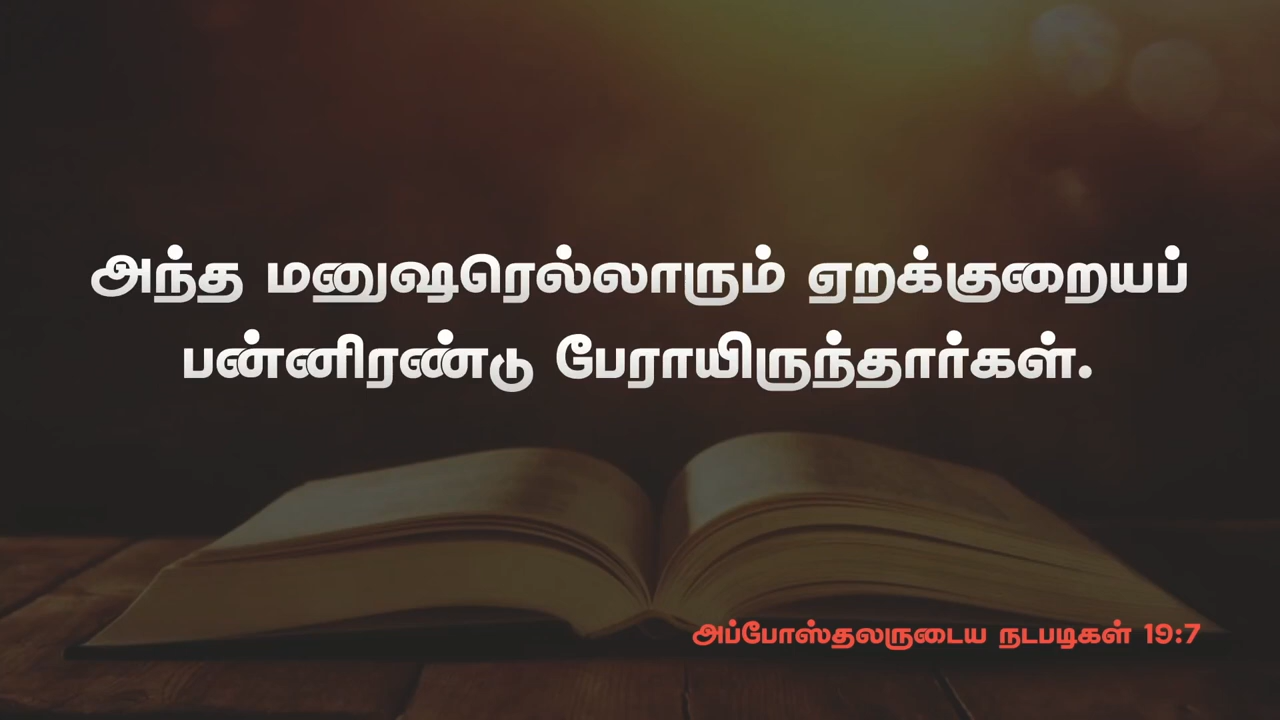 அந்த மனுஷரெல்லாரும் ஏறக்குறையப்
பன்னிரண்டு பேராயிருந்தார்கள்.
அப்போஸ்தலருடைய நடபடிகள் 19:7